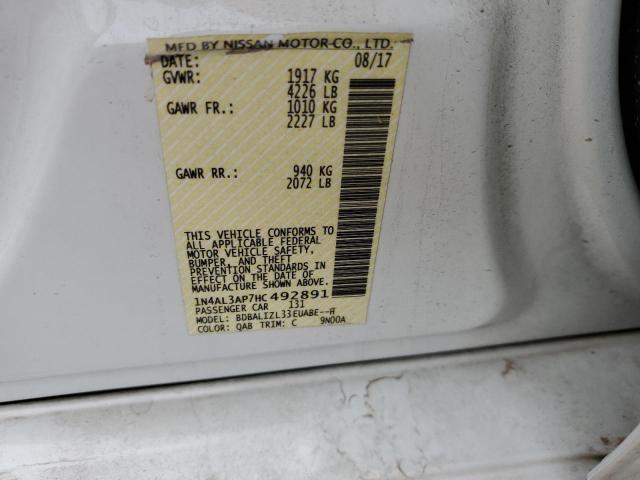 MFD BY NISSAN MOTOR CO., LTD.
DATE: 08/17
GVWR: 1917 KG
4226 LB
GAWR FR.: 1010 KG
2227 LB
GAWR RR.: 940 KG
2072 LB
THIS VEHICLE CONFORMS TO
ALL APPLICABLE FEDERAL
MOTOR VEHICLE SAFETY,
BUMPER, AND THEFT
PREVENTION STANDARDS IN
EFFECT ON THE DATE OF
MANUFACTURE SHOWN ABOVE.
1N4AL3AP7HC492891
PASSENGER CAR 131
MODEL: BDBALIZL33EUABE--H
COLOR: QAB TRIM: C 9N00A